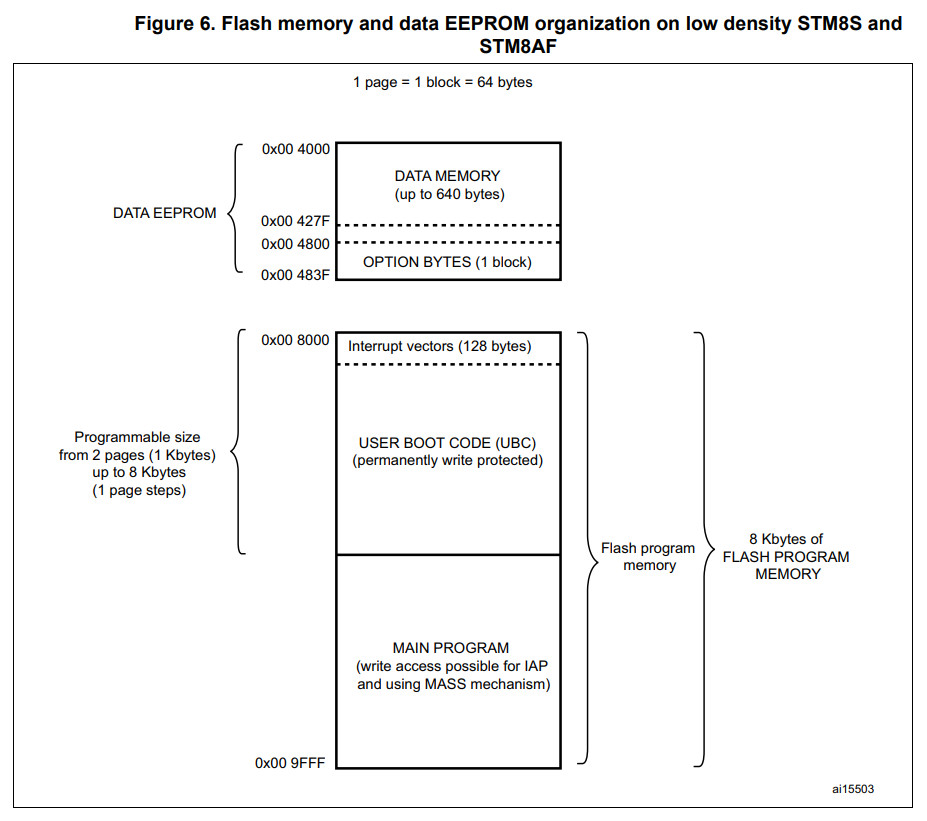 Figure 6. Flash memory and data EEPROM organization on low density STM8S and
STM8AF
1 page = 1 block = 64 bytes
0x00 4000
DATA MEMORY
(up to 640 bytes)
DATA EEPROM
0x00 427F
0x00 4800
OPTION BYTES (1 block)
0x00 483F
0x00 8000
Interrupt vectors (128 bytes)
Programmable size
from 2 pages (1 Kbytes)
up to 8 Kbytes
(1 page steps)
USER BOOT CODE (UBC)
(permanently write protected)
Flash program
memory
8 Kbytes of
FLASH PROGRAM
MEMORY
MAIN PROGRAM
(write access possible for IAP
and using MASS mechanism)
0x00 9FFF
ai15503